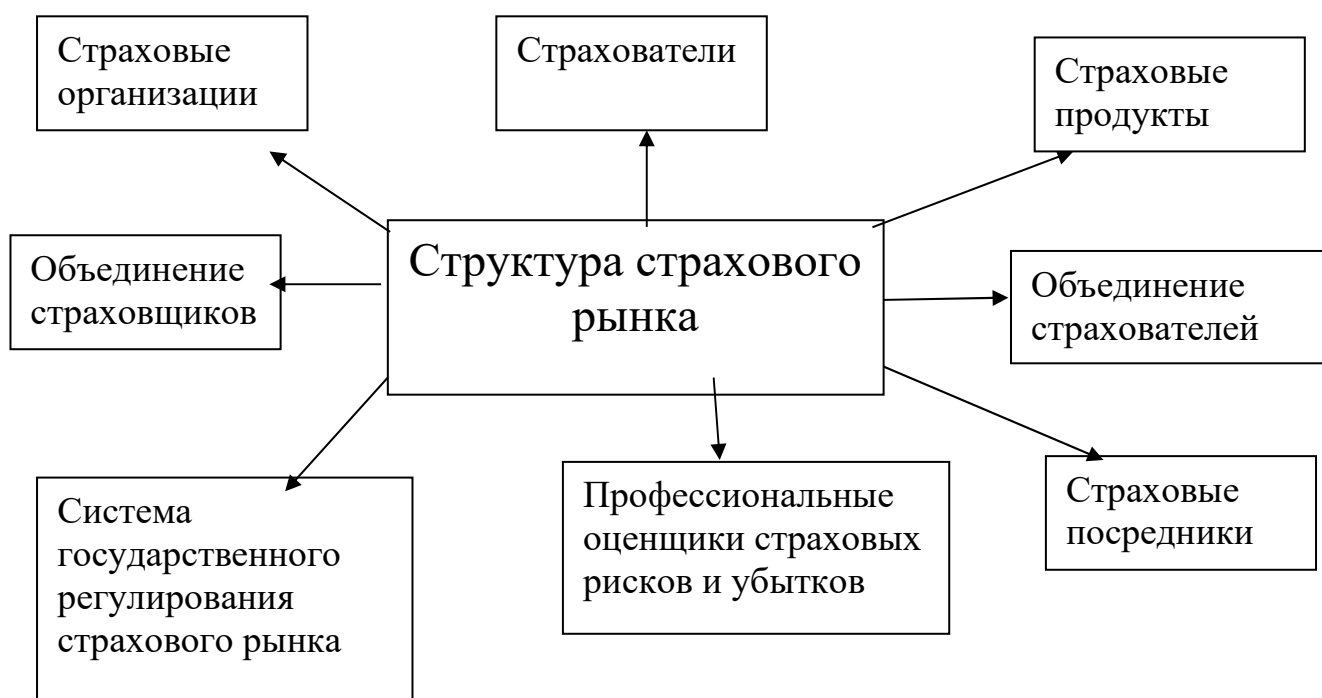 Страховые
организации
Страхователи
Страховые
продукты
Структура страхового
рынка
Объединение
страховщиков
Объединение
страхователей
Система
государственного
регулирования
страхового рынка
Профессиональные
оценщики страховых
рисков и убытков
Страховые
посредники